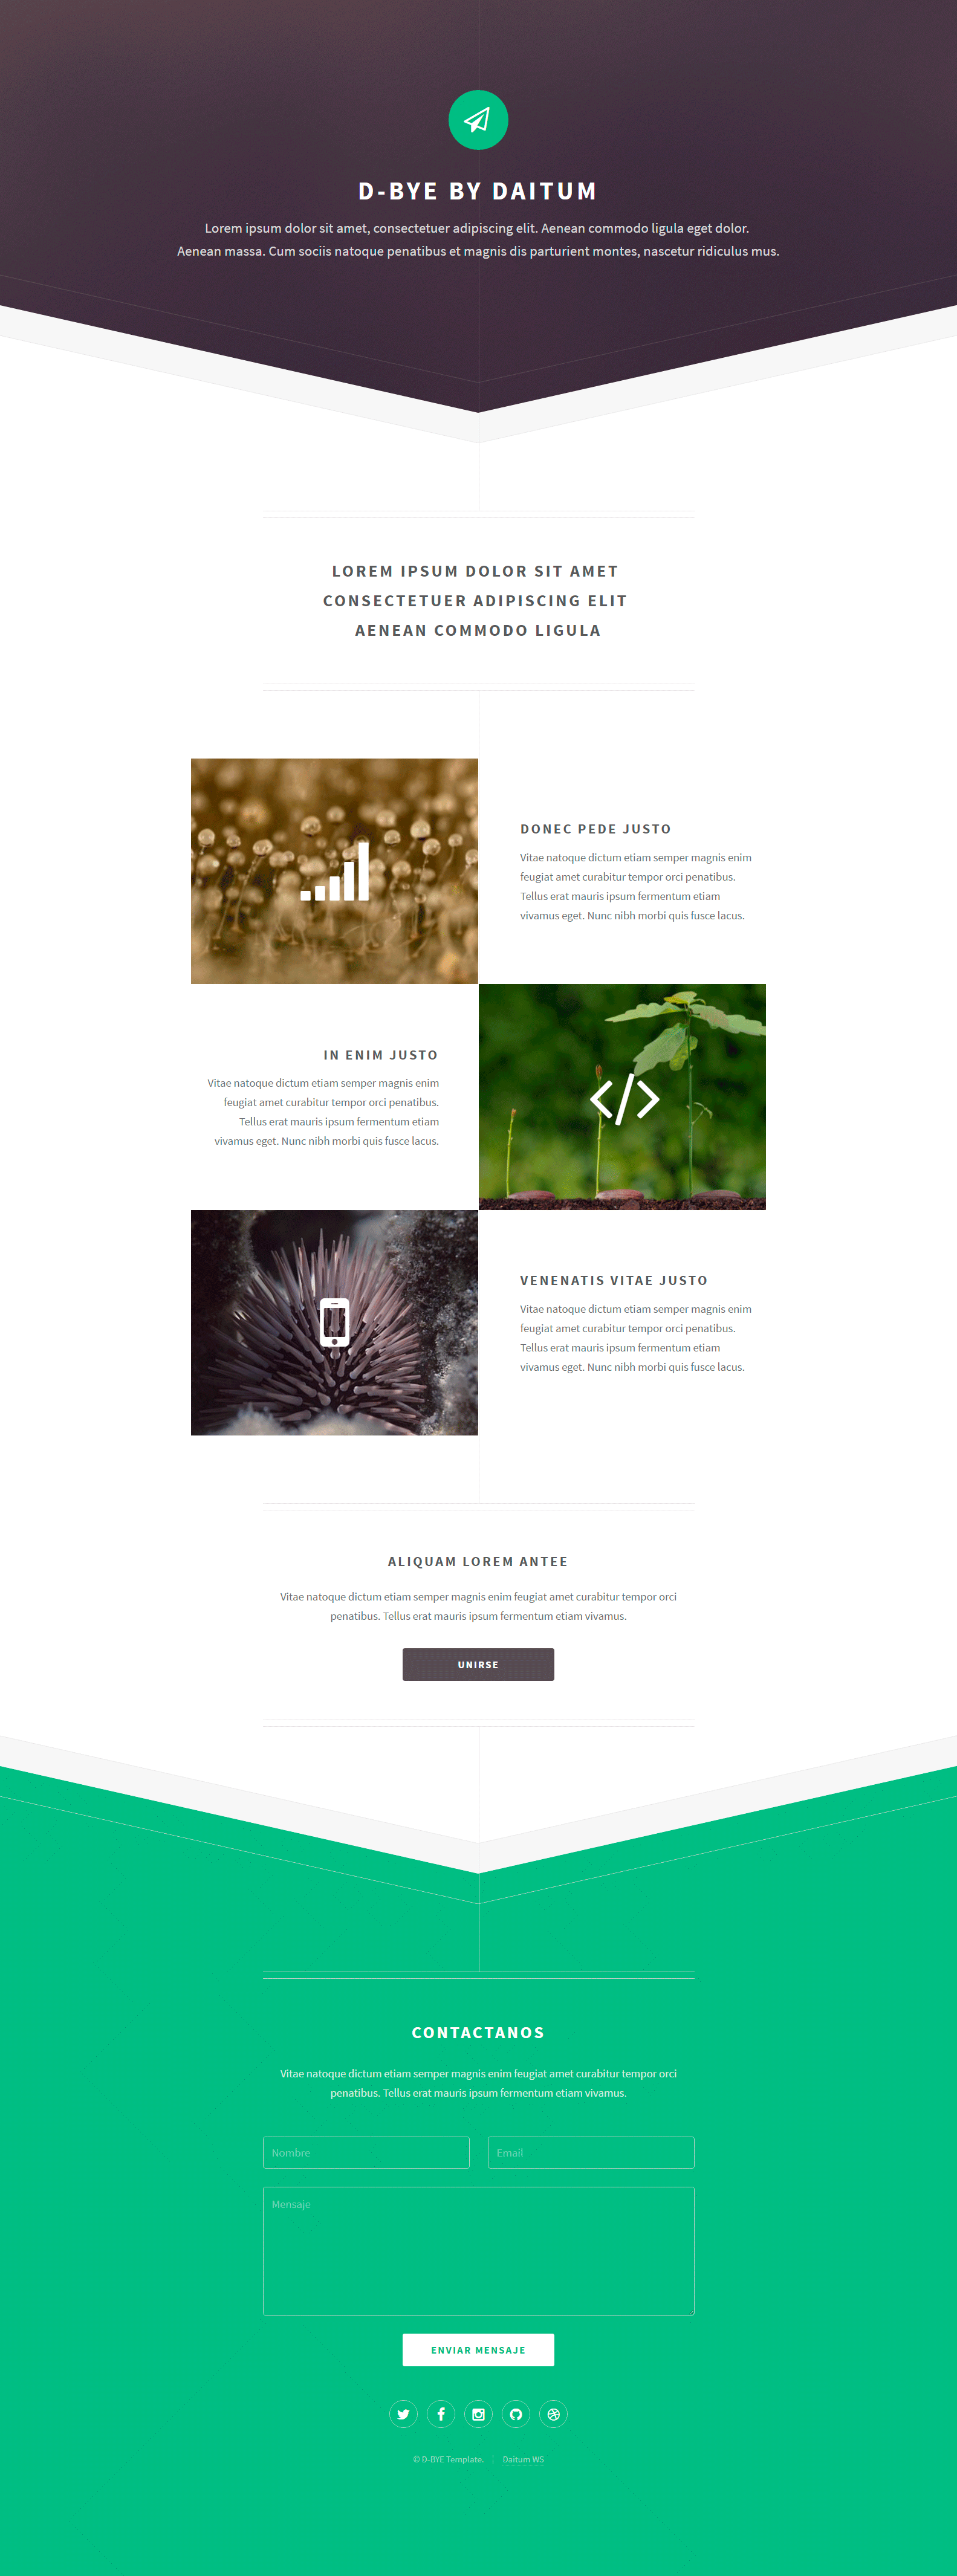 D-BYE BY DAITUM
Lorem ipsum dolor sit amet, consectetuer adipiscing elit. Aenean commodo ligula eget dolor.
Aenean massa. Cum sociis natoque penatibus et magnis dis parturient montes, nascetur ridiculus mus.
LOREM IPSUM DOLOR SIT AMET
CONSECTETUER ADIPISCING ELIT
AENEAN COMMODO LIGULA
DONEC PEDE JUSTO
Vitae natoque dictum etiam semper magnis enim
feugiat amet curabitur tempor orci penatibus.
Tellus erat mauris ipsum fermentum etiam
vivamus eget. Nunc nibh morbi quis fusce lacus.
IN ENIM JUSTO
Vitae natoque dictum etiam semper magnis enim
feugiat amet curabitur tempor orci penatibus.
Tellus erat mauris ipsum fermentum etiam
vivamus eget. Nunc nibh morbi quis fusce lacus.
VENENATIS VITAE JUSTO
Vitae natoque dictum etiam semper magnis enim
feugiat amet curabitur tempor orci penatibus.
Tellus erat mauris ipsum fermentum etiam
vivamus eget. Nunc nibh morbi quis fusce lacus.
ALIQUAM LOREM ANTEE
Vitae natoque dictum etiam semper magnis enim feugiat amet curabitur tempor orci
penatibus. Tellus erat mauris ipsum fermentum etiam vivamus.
UNIRSE
CONTACTANOS
Vitae natoque dictum etiam semper magnis enim feugiat amet curabitur tempor orci
penatibus. Tellus erat mauris ipsum fermentum etiam vivamus.
Nombre
Email
Mensaje
ENVIAR MENSAJE
© D-BYE Template. | Daitum WS